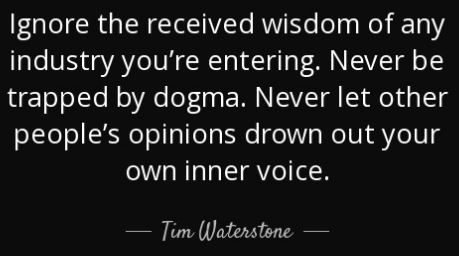 Ignore the received wisdom of any
industry you’re entering. Never be
trapped by dogma. Never let other
people’s opinions drown out your
own inner voice.
Tim Waterstone